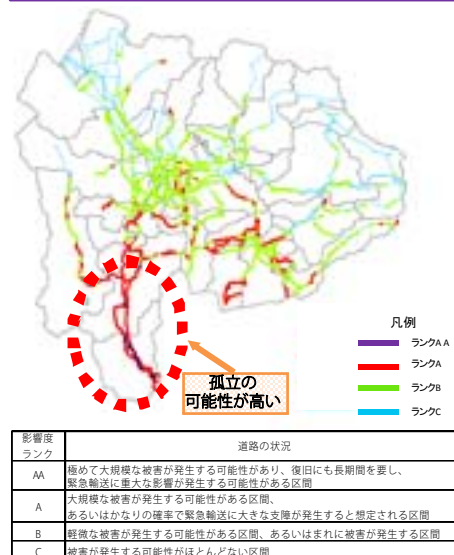 凡例
ランクAA
ランクA
ランクB
ランクC
孤立の
可能性が高い
影響度
ランク
道路の状況
AA
極めて大規模な被害が発生する可能性があり、復旧にも長期間を要し、
緊急輸送に重大な影響が発生する可能性がある区間
A
大規模な被害が発生する可能性がある区間、
あるいはかなりの確率で緊急輸送に大きな支障が発生すると想定される区間
B
軽微な被害が発生する可能性がある区間、あるいはまれに被害が発生する区間
C
被害が発生する可能性がほとんどない区間